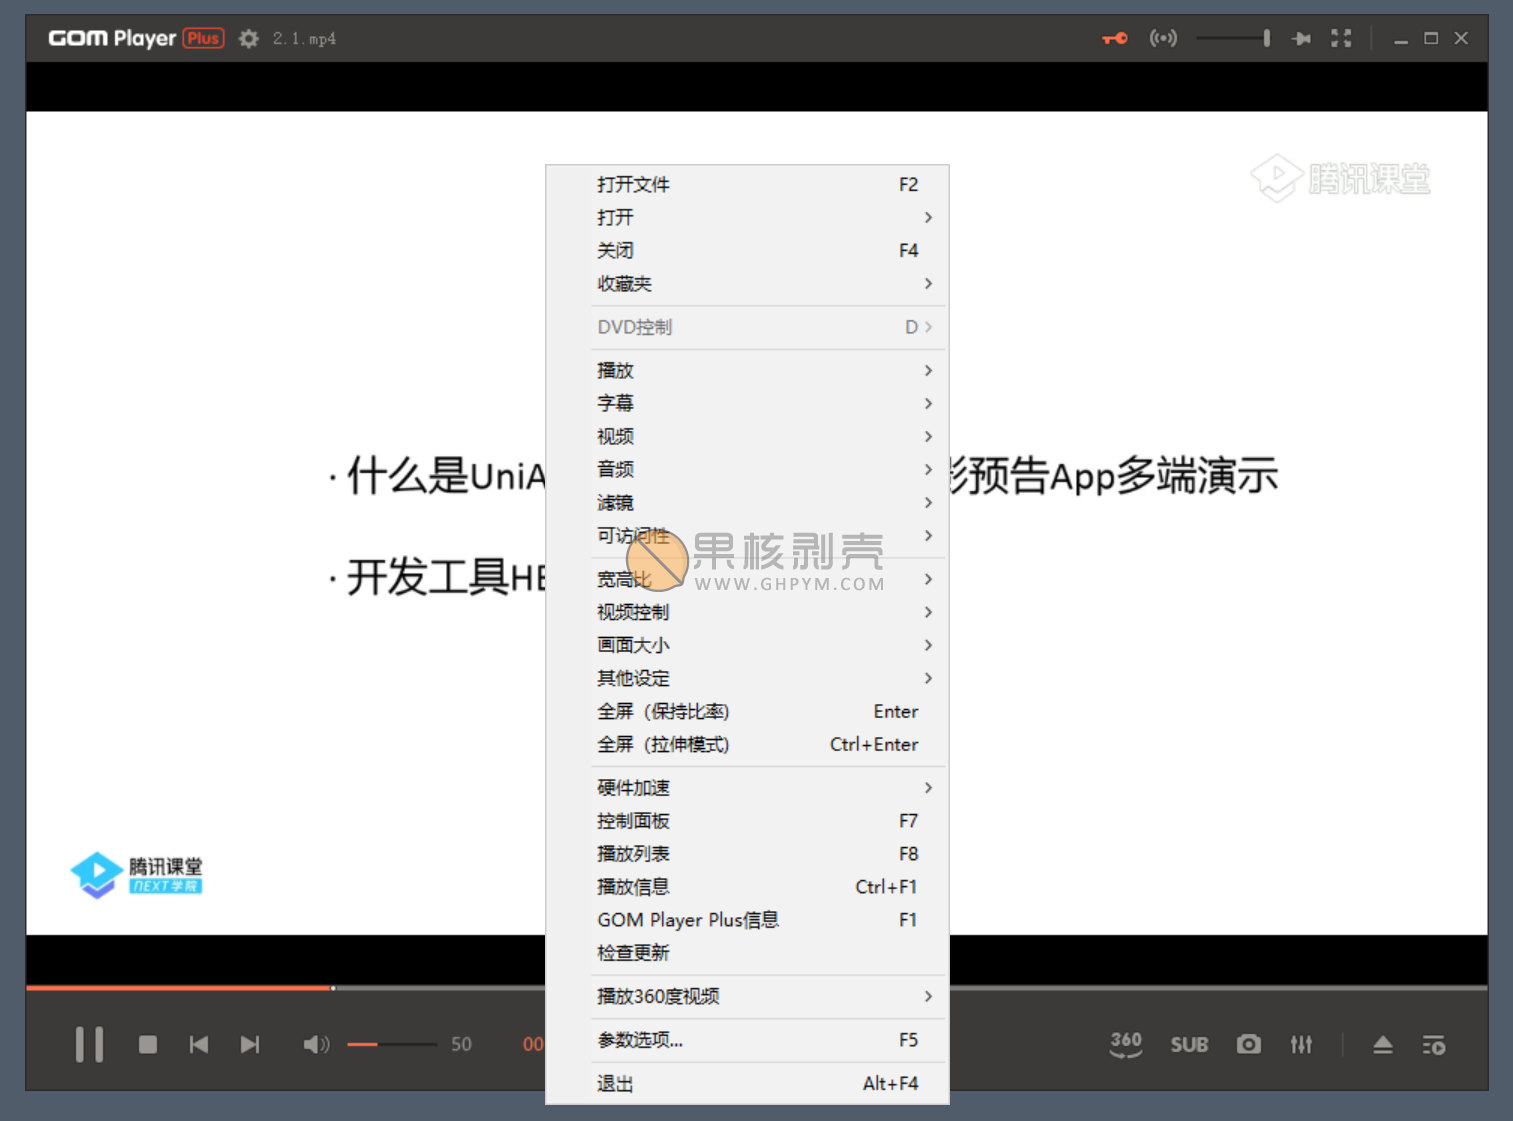 GOM Player Plus 2.1.mp4
腾讯课堂
打开文件 F2
打开
关闭 F4
收藏夹
DVD控制 D
播放
字幕
视频
音频
滤镜
可访问性
宽高比
视频控制
画面大小
其他设定
全屏（保持比率） Enter
全屏（拉伸模式） Ctrl+Enter
硬件加速
控制面板 F7
播放列表 F8
播放信息 Ctrl+F1
GOM Player Plus信息 F1
检查更新
播放360度视频
参数选项... F5
退出 Alt+F4
· 什么是UniA 预告App多端演示
· 开发工具HB
果核剥壳
WWW.GHPYM.COM
腾讯课堂
NEXT学院
50 00 360 SUB